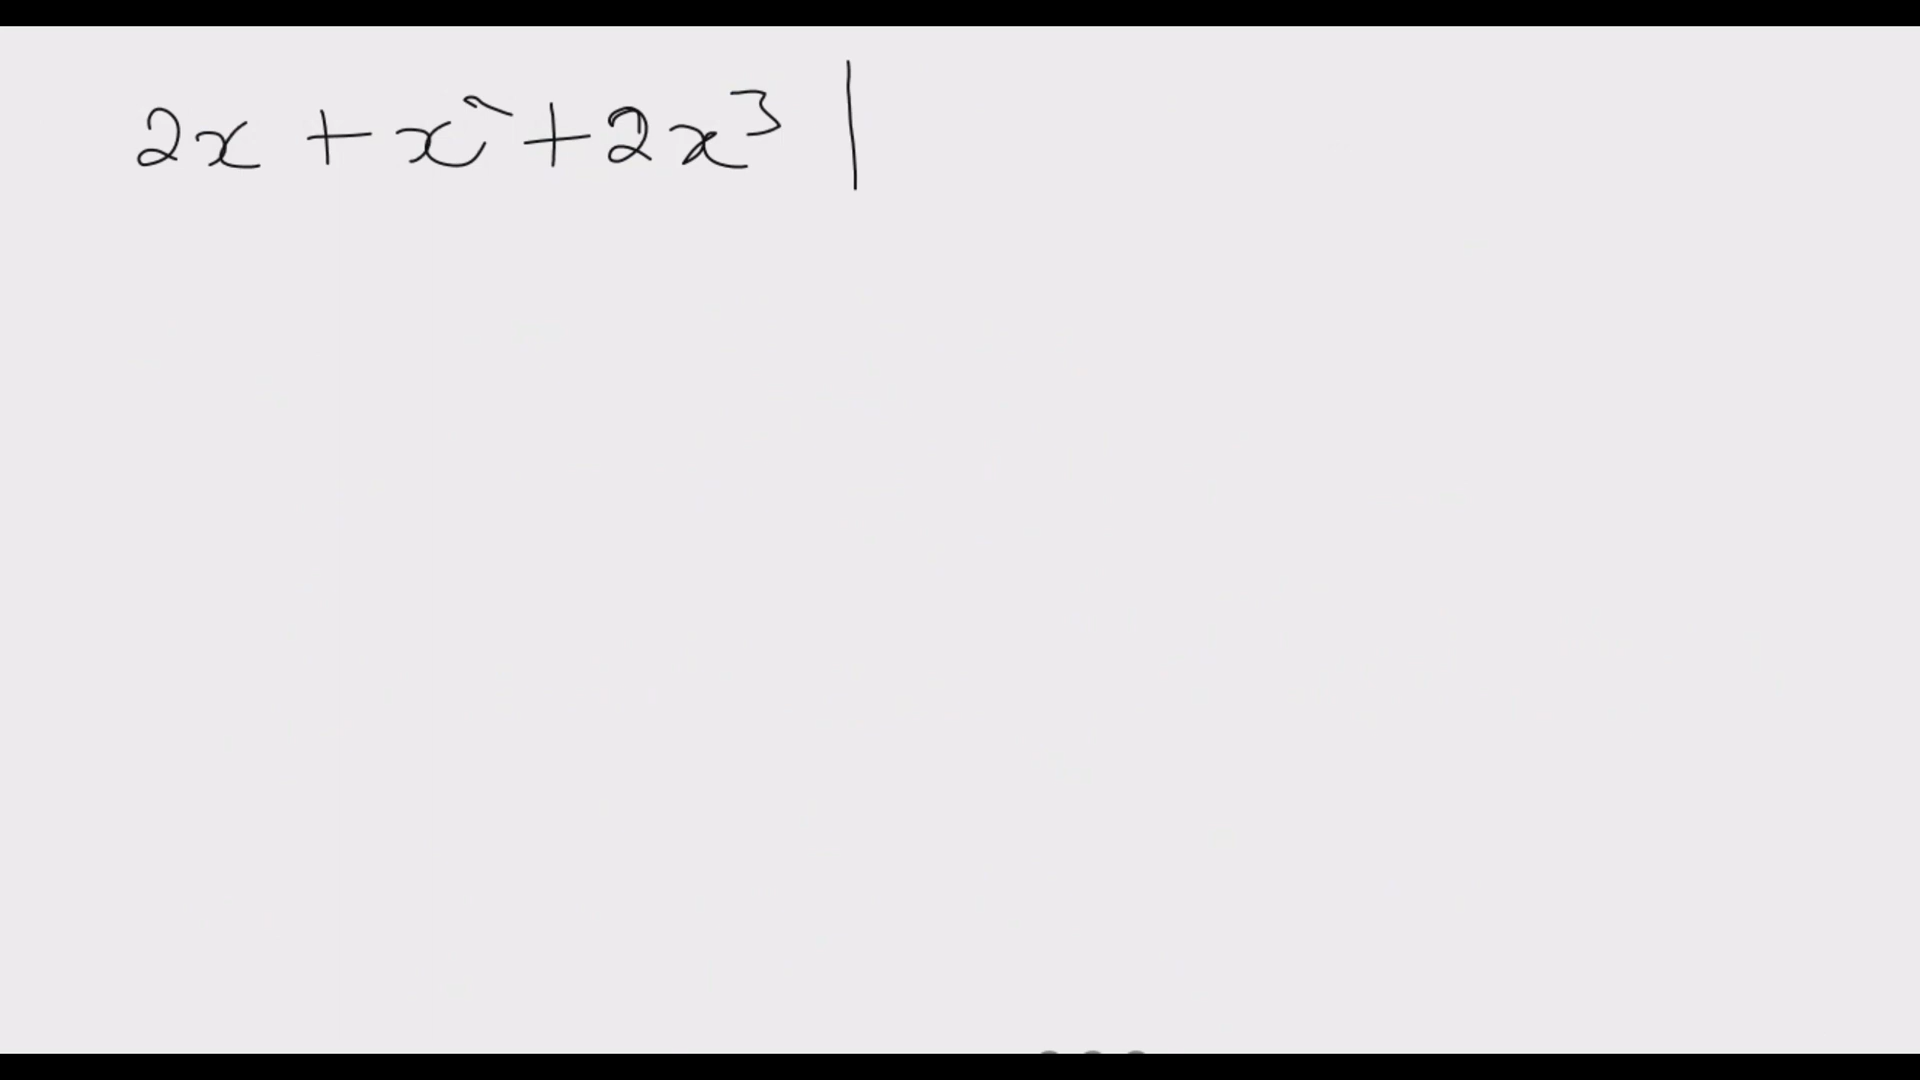 2x + x² + 2x³ |